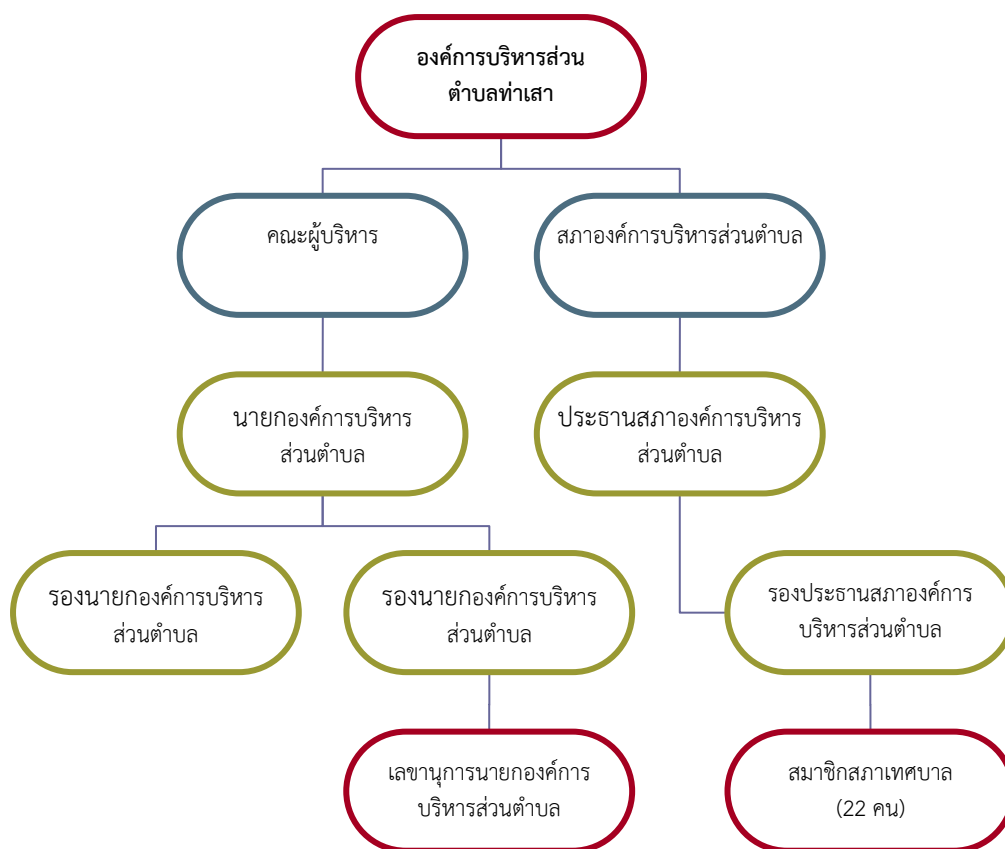 องค์การบริหารส่วน
ตำบลท่าเสา
คณะผู้บริหาร
สภาองค์การบริหารส่วนตำบล
นายกองค์การบริหาร
ส่วนตำบล
ประธานสภาองค์การบริหาร
ส่วนตำบล
รองนายกองค์การบริหาร
ส่วนตำบล
รองนายกองค์การบริหาร
ส่วนตำบล
รองประธานสภาองค์การ
บริหารส่วนตำบล
เลขานุการนายกองค์การ
บริหารส่วนตำบล
สมาชิกสภาเทศบาล
(22 คน)